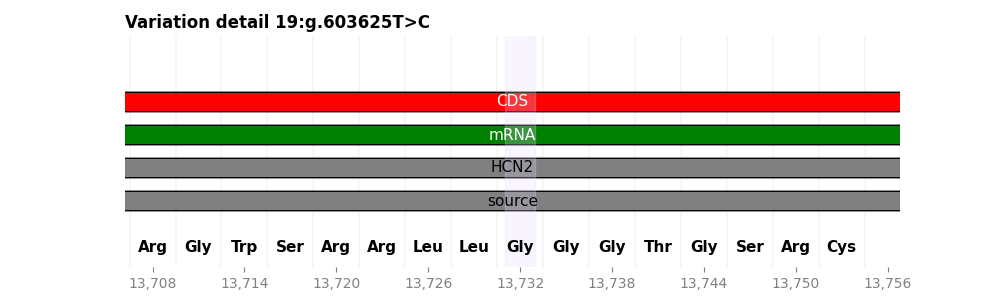 Variation detail 19:g.603625T>C
CDS
mRNA
HCN2
source
Arg Gly Trp Ser Arg Arg Leu Leu Gly Gly Gly Thr Gly Ser Arg Cys
13,708 13,714 13,720 13,726 13,732 13,738 13,744 13,750 13,756